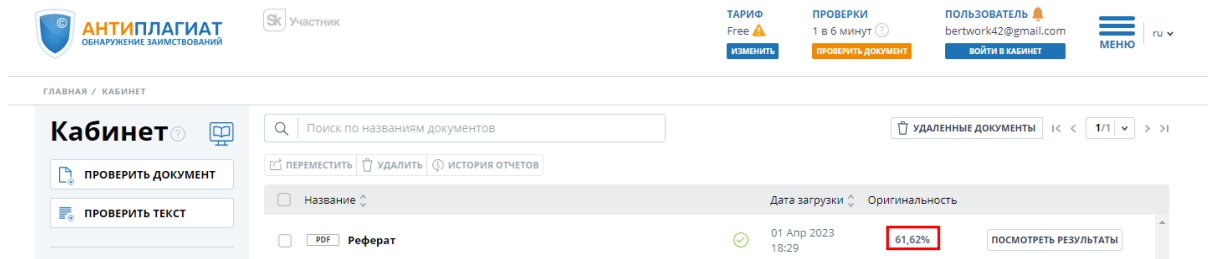 АНТИПЛАГИАТ
ОБНАРУЖЕНИЕ ЗАИМСТВОВАНИЙ
Sk Участник
ТАРИФ
Free
ИЗМЕНИТЬ
ПРОВЕРКИ
1 в 6 минут ?
ПРОВЕРИТЬ ДОКУМЕНТ
ПОЛЬЗОВАТЕЛЬ
bertwork42@gmail.com
ВОЙТИ В КАБИНЕТ
МЕНЮ
ru
ГЛАВНАЯ / КАБИНЕТ
Кабинет ?
ПРОВЕРИТЬ ДОКУМЕНТ
ПРОВЕРИТЬ ТЕКСТ
Поиск по названиям документов
УДАЛЕННЫЕ ДОКУМЕНТЫ |< < 1/1 > >|
ПЕРЕМЕСТИТЬ УДАЛИТЬ ИСТОРИЯ ОТЧЕТОВ
Название Дата загрузки Оригинальность
PDF Реферат 01 Апр 2023 18:29 61,62% ПОСМОТРЕТЬ РЕЗУЛЬТАТЫ